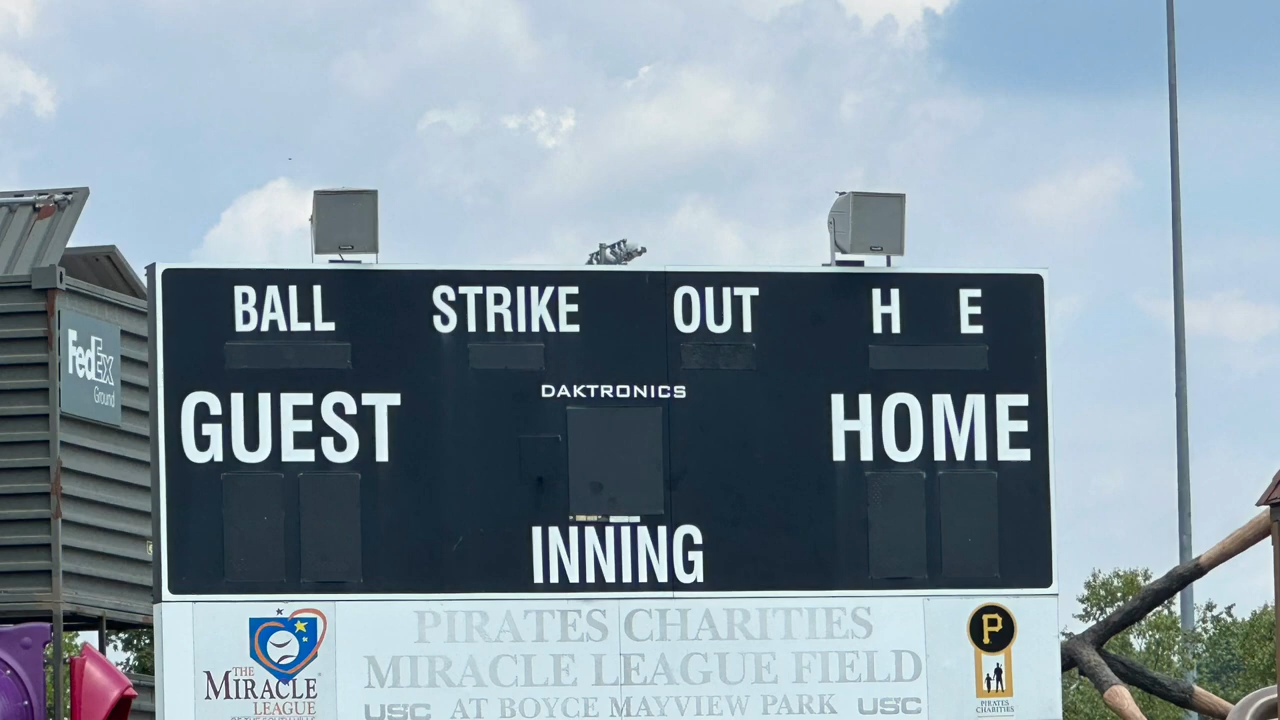 BALL STRIKE OUT H E
FedEx
Ground
DAKTRONICS
GUEST HOME
INNING
PIRATES CHARITIES
MIRACLE LEAGUE FIELD
USC AT BOYCE MAYVIEW PARK USC
THE
MIRACLE
LEAGUE
P
PIRATES
CHARITIES